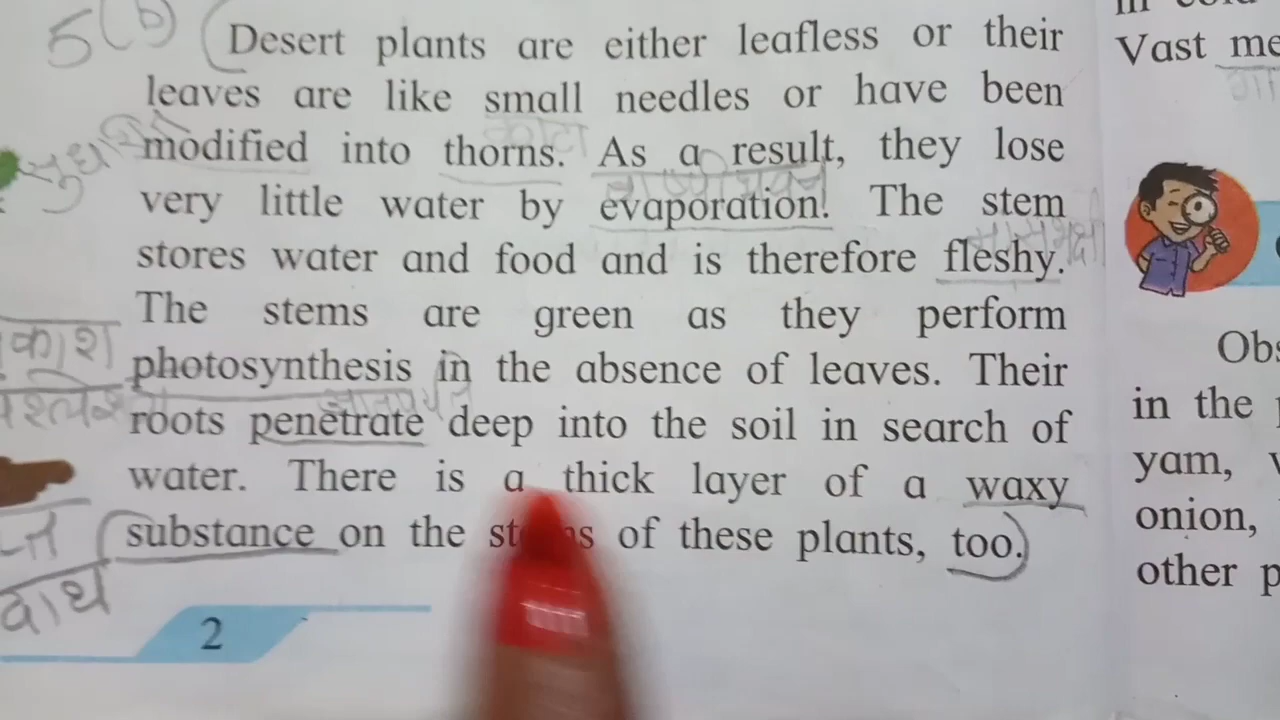 5 (b)
Desert plants are either leafless or their
leaves are like small needles or have been
modified into thorns. As a result, they lose
very little water by evaporation. The stem
stores water and food and is therefore fleshy.
The stems are green as they perform
photosynthesis in the absence of leaves. Their
roots penetrate deep into the soil in search of
water. There is a thick layer of a waxy
substance on the of these plants, too.
2
Vast
Obs
in the
yam,
onion,
other p